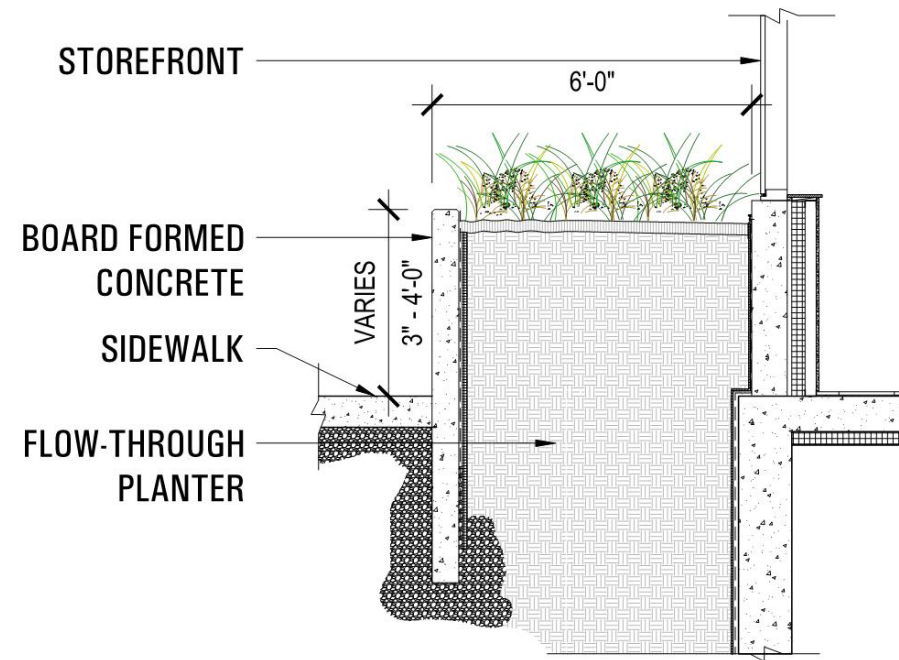 STOREFRONT
6'-0"
BOARD FORMED
CONCRETE
VARIES
3" - 4'-0"
SIDEWALK
FLOW-THROUGH
PLANTER